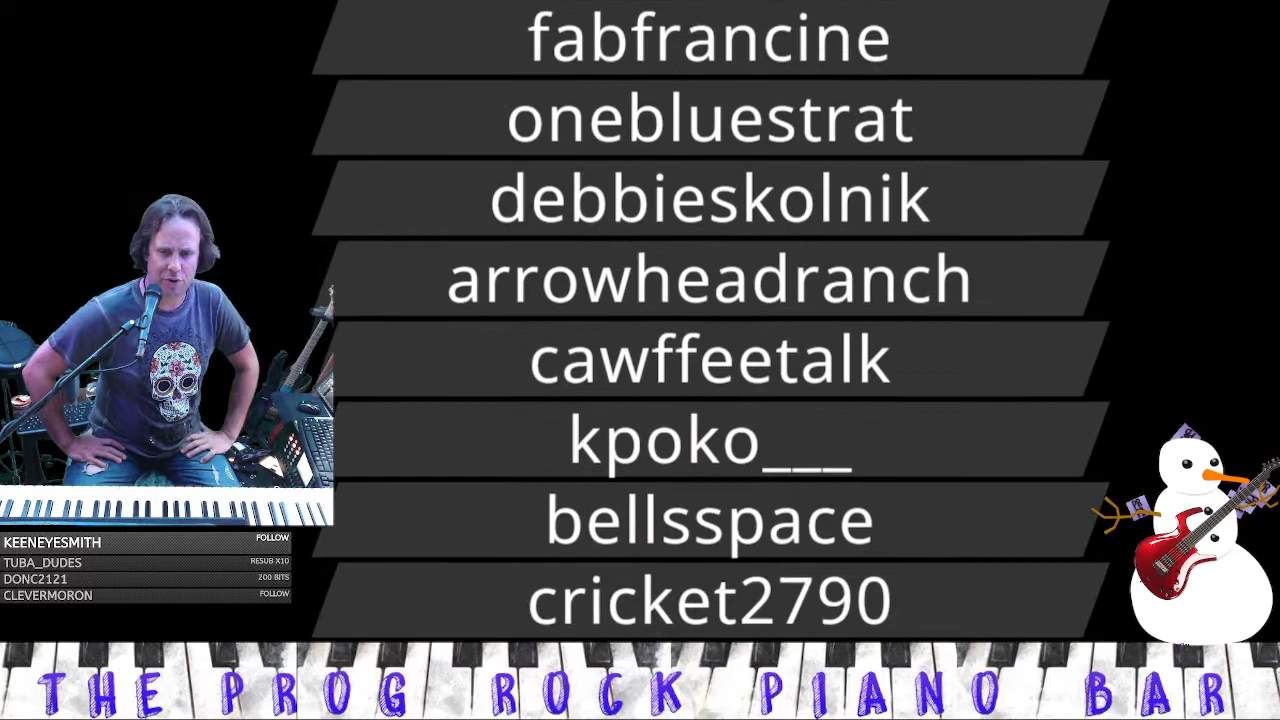 fabfrancine
onebluestrat
debbieskolnik
arrowheadranch
cawffeetalk
kpoko___
bellsspace
cricket2790
KEENEYESMITH FOLLOW
TUBA_DUDES RESUB X10
DONC2121 200 BITS
CLEVERMORON FOLLOW
THE PROG ROCK PIANO BAR